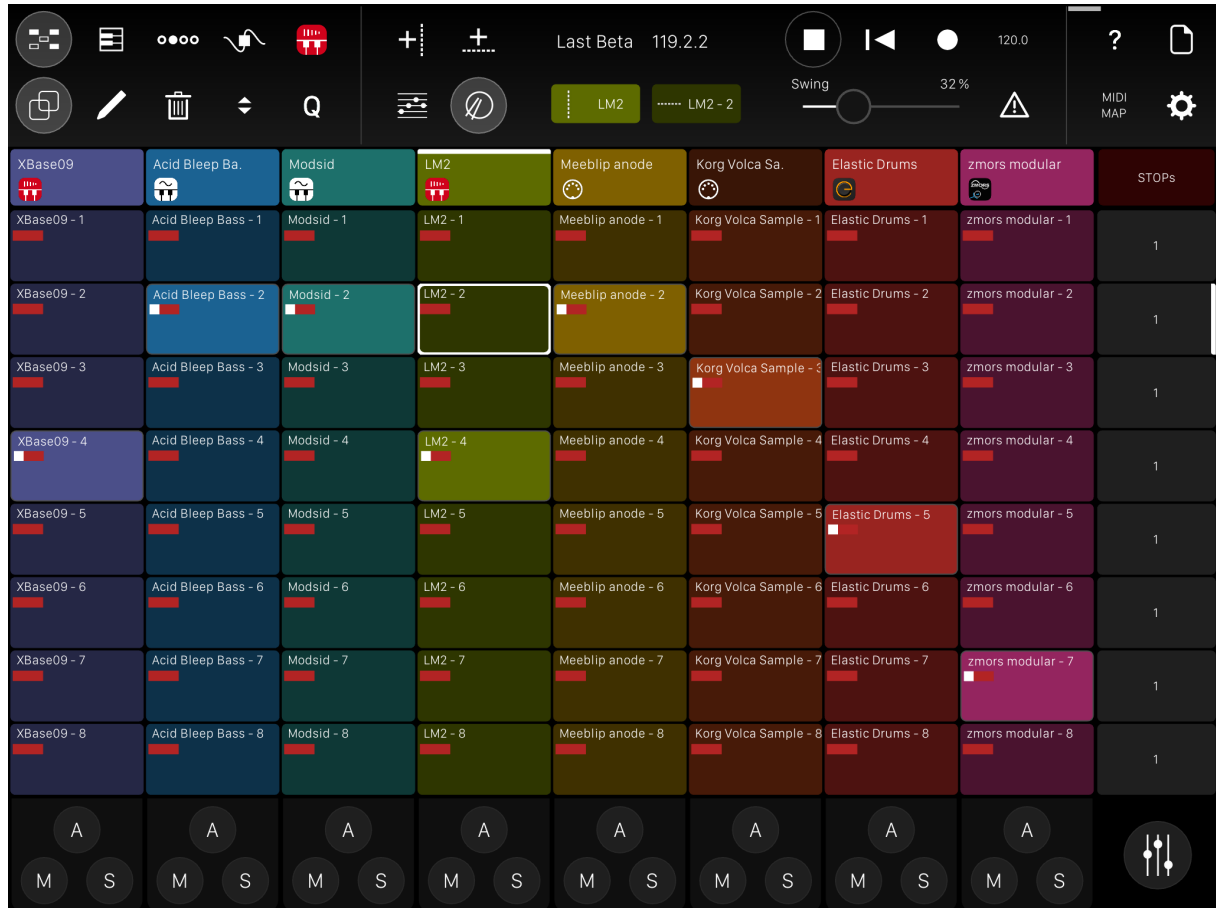 Last Beta 119.2.2
120.0
?
Q
LM2
LM2 - 2
Swing 32 %
MIDI
MAP
XBase09 Acid Bleep Ba. Modsid LM2 Meeblip anode Korg Volca Sa. Elastic Drums zmors modular STOPs
XBase09 - 1 Acid Bleep Bass - 1 Modsid - 1 LM2 - 1 Meeblip anode - 1 Korg Volca Sample - 1 Elastic Drums - 1 zmors modular - 1
1
XBase09 - 2 Acid Bleep Bass - 2 Modsid - 2 LM2 - 2 Meeblip anode - 2 Korg Volca Sample - 2 Elastic Drums - 2 zmors modular - 2
1
XBase09 - 3 Acid Bleep Bass - 3 Modsid - 3 LM2 - 3 Meeblip anode - 3 Korg Volca Sample - 3 Elastic Drums - 3 zmors modular - 3
1
XBase09 - 4 Acid Bleep Bass - 4 Modsid - 4 LM2 - 4 Meeblip anode - 4 Korg Volca Sample - 4 Elastic Drums - 4 zmors modular - 4
1
XBase09 - 5 Acid Bleep Bass - 5 Modsid - 5 LM2 - 5 Meeblip anode - 5 Korg Volca Sample - 5 Elastic Drums - 5 zmors modular - 5
1
XBase09 - 6 Acid Bleep Bass - 6 Modsid - 6 LM2 - 6 Meeblip anode - 6 Korg Volca Sample - 6 Elastic Drums - 6 zmors modular - 6
1
XBase09 - 7 Acid Bleep Bass - 7 Modsid - 7 LM2 - 7 Meeblip anode - 7 Korg Volca Sample - 7 Elastic Drums - 7 zmors modular - 7
1
XBase09 - 8 Acid Bleep Bass - 8 Modsid - 8 LM2 - 8 Meeblip anode - 8 Korg Volca Sample - 8 Elastic Drums - 8 zmors modular - 8
1
A A A A A A A A
M S M S M S M S M S M S M S M S